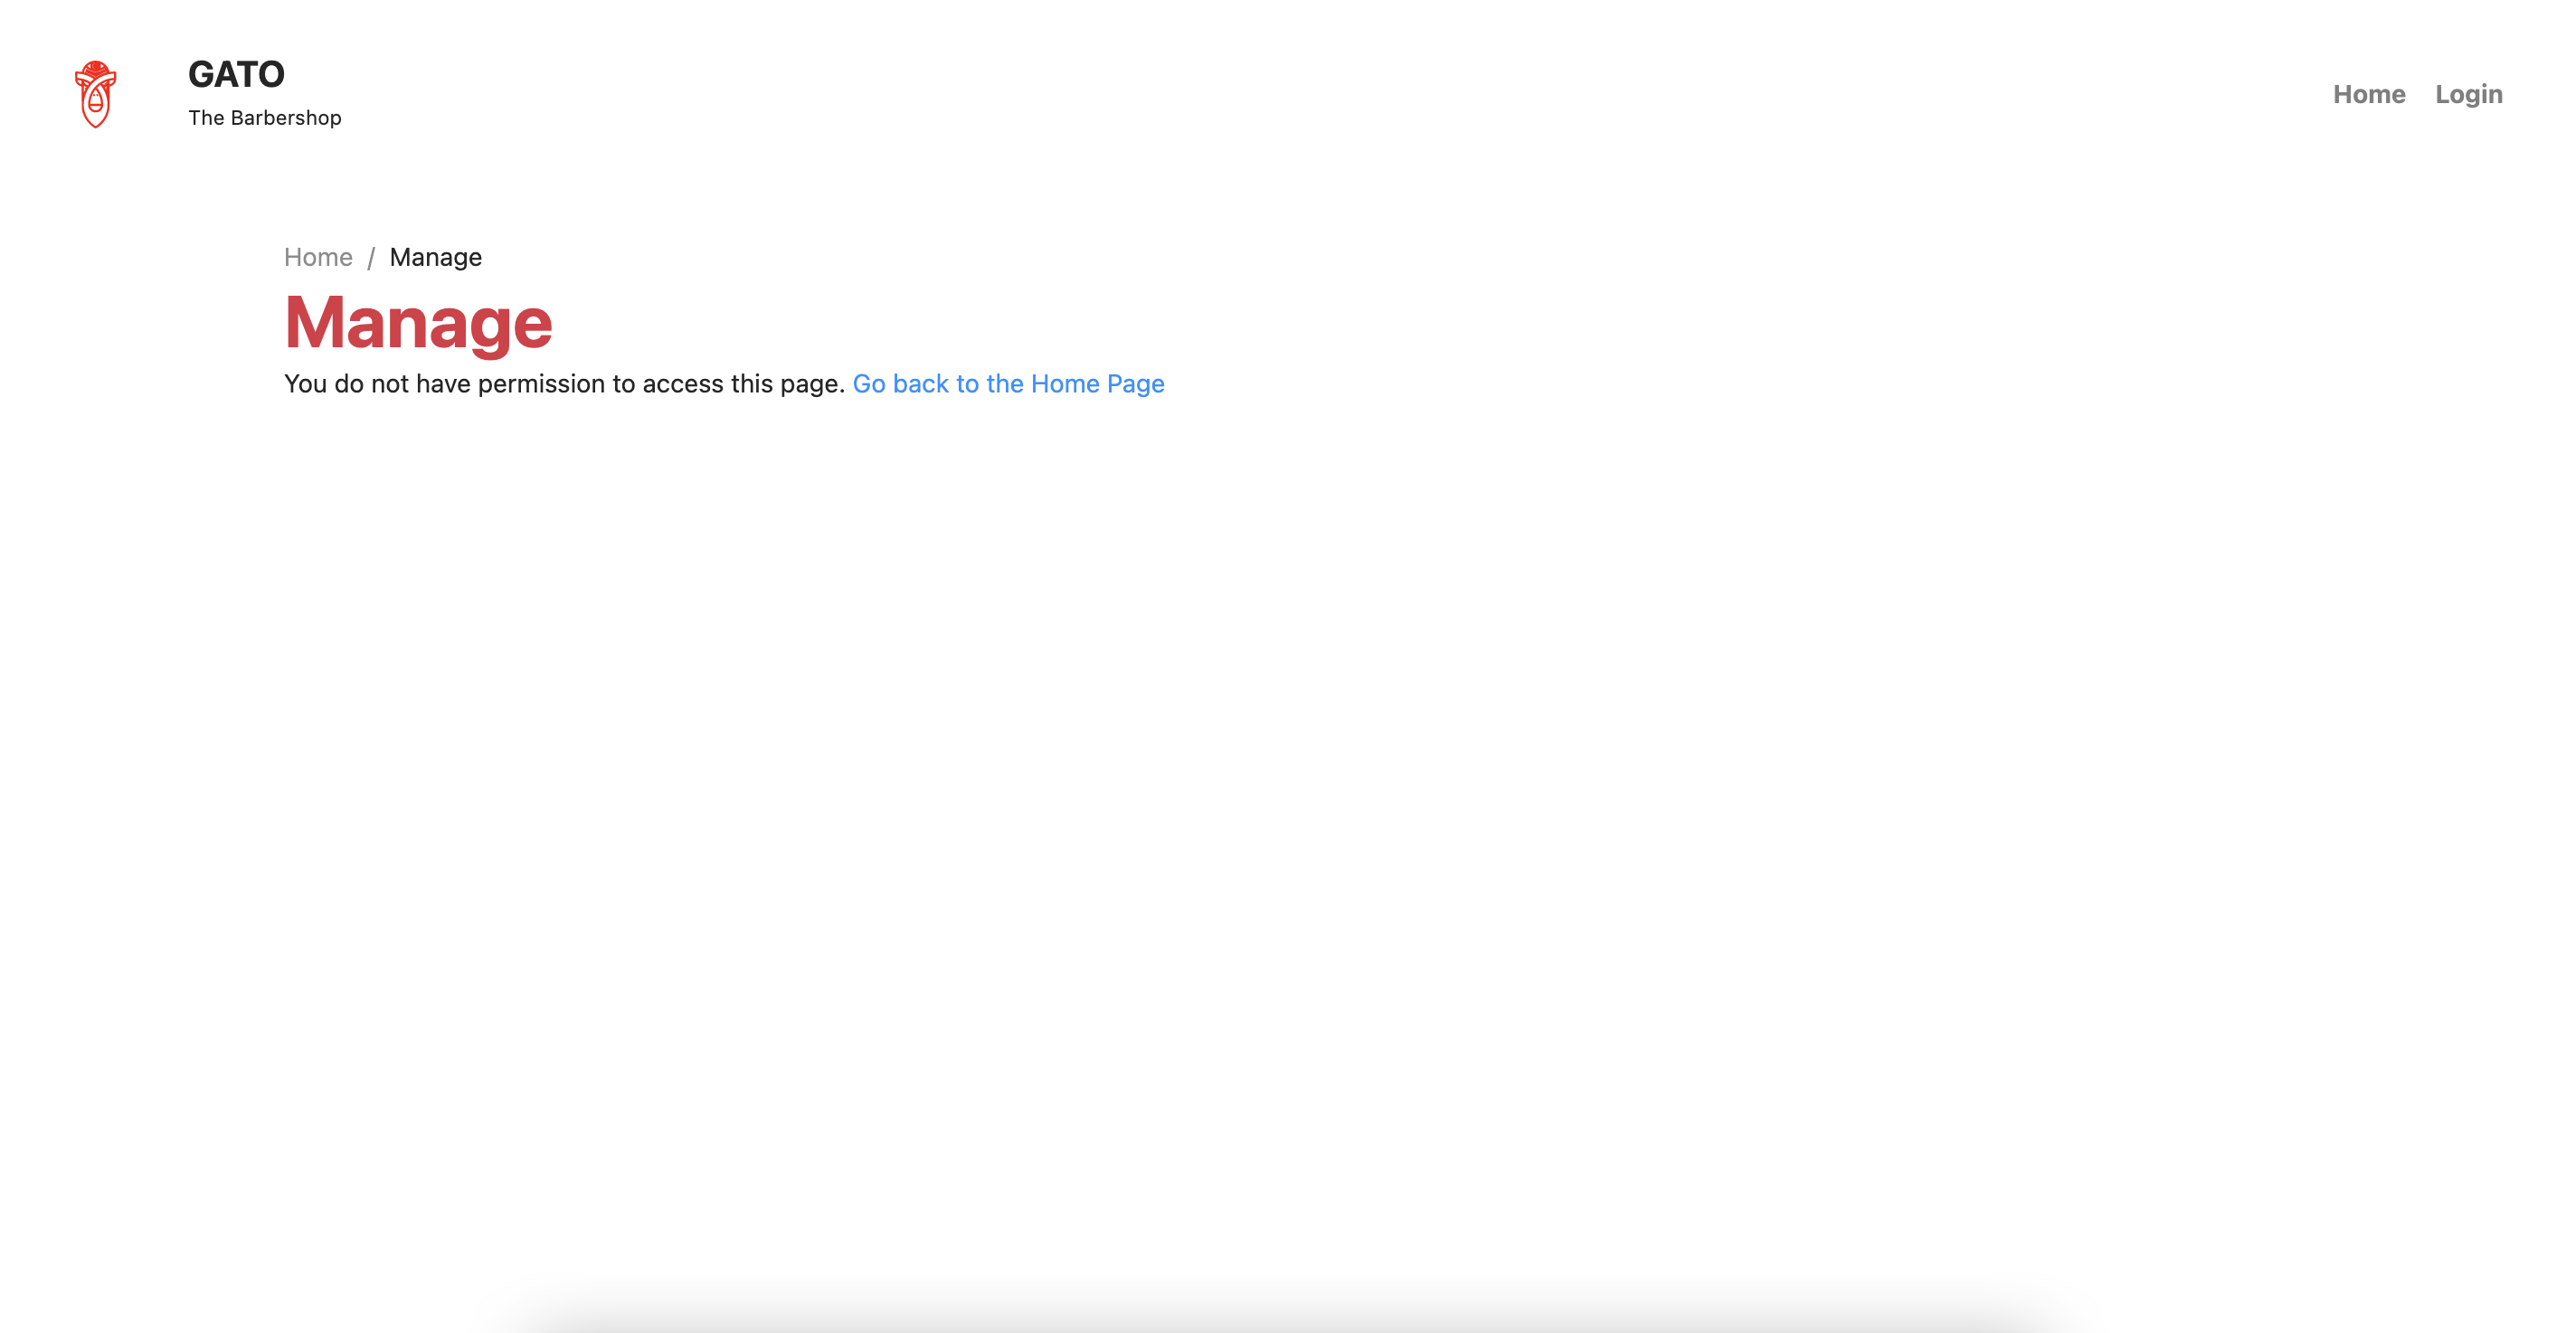 GATO
The Barbershop
Home Login
Home / Manage
Manage
You do not have permission to access this page. Go back to the Home Page